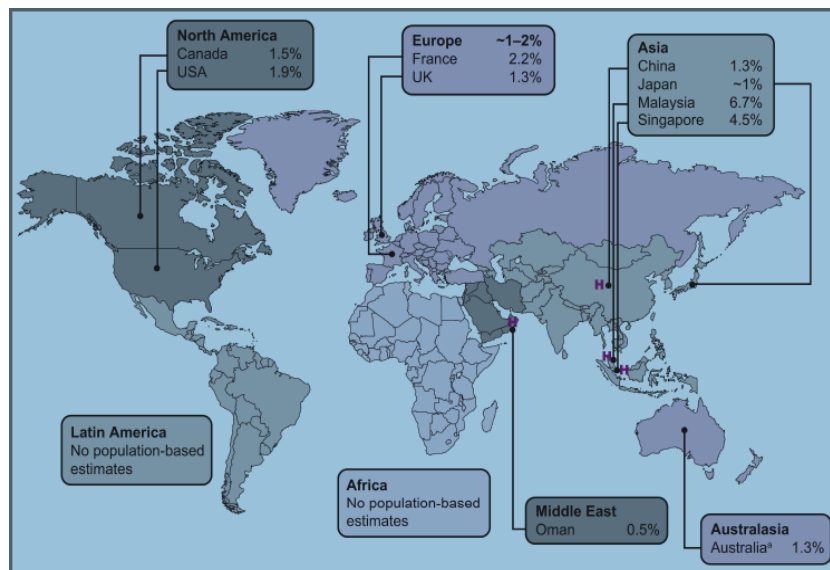 North America
Canada 1.5%
USA 1.9%
Europe ~1–2%
France 2.2%
UK 1.3%
Asia
China 1.3%
Japan ~1%
Malaysia 6.7%
Singapore 4.5%
H
H
H
H
Latin America
No population-based
estimates
Africa
No population-based
estimates
Middle East
Oman 0.5%
Australasia
Australiaᵃ 1.3%